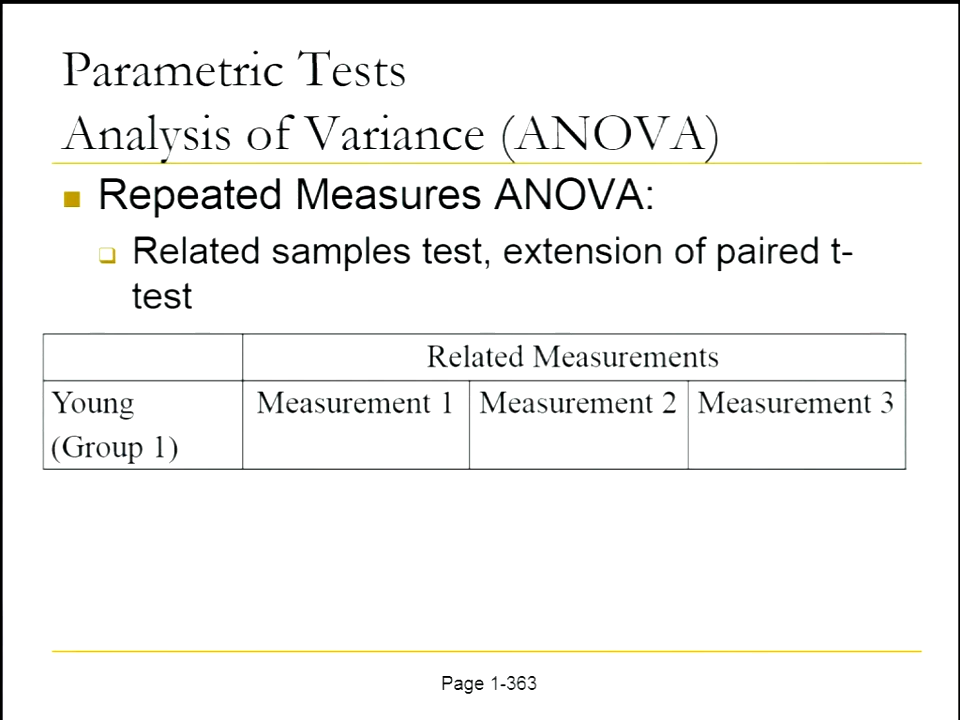 Parametric Tests
Analysis of Variance (ANOVA)
Repeated Measures ANOVA:
Related samples test, extension of paired t-
test
Related Measurements
Young Measurement 1 Measurement 2 Measurement 3
(Group 1)
Page 1-363